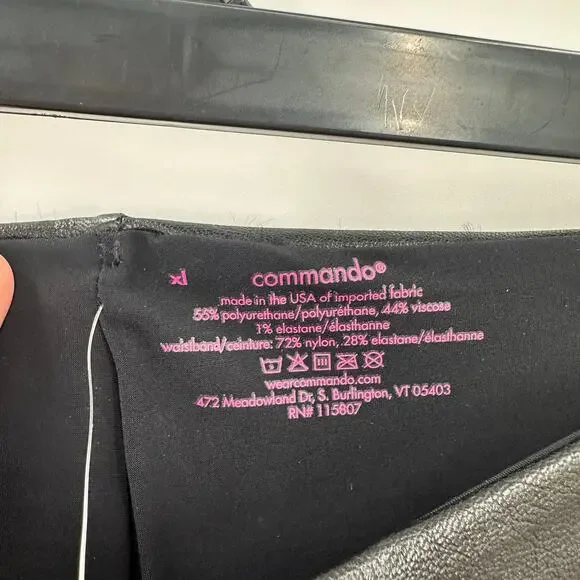 xl
commando®
made in the USA of imported fabric
55% polyurethane/polyuréthane, 44% viscose
1% elastane/élasthanne
waistband/ceinture: 72% nylon, 28% elastane/élasthanne
wearcommando.com
472 Meadowland Dr, S. Burlington, VT 05403
RN# 115807